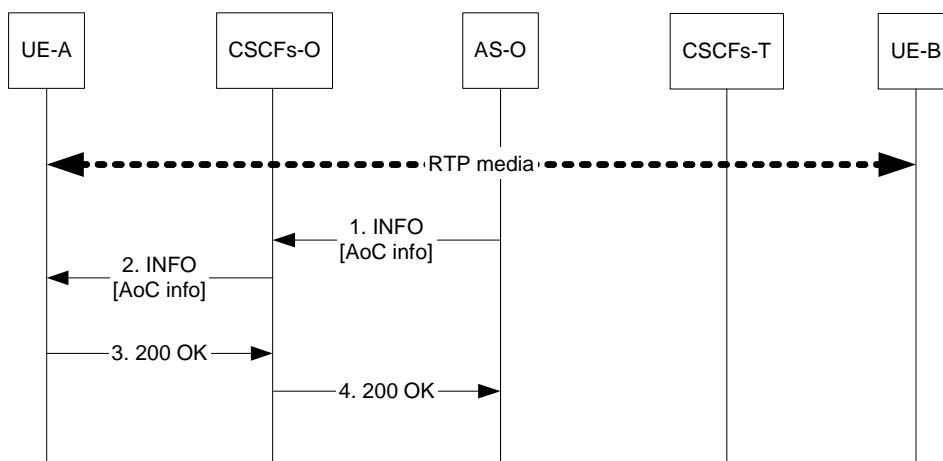 UE-A
CSCFs-O
AS-O
CSCFs-T
UE-B
RTP media
1. INFO
[AoC info]
2. INFO
[AoC info]
3. 200 OK
4. 200 OK